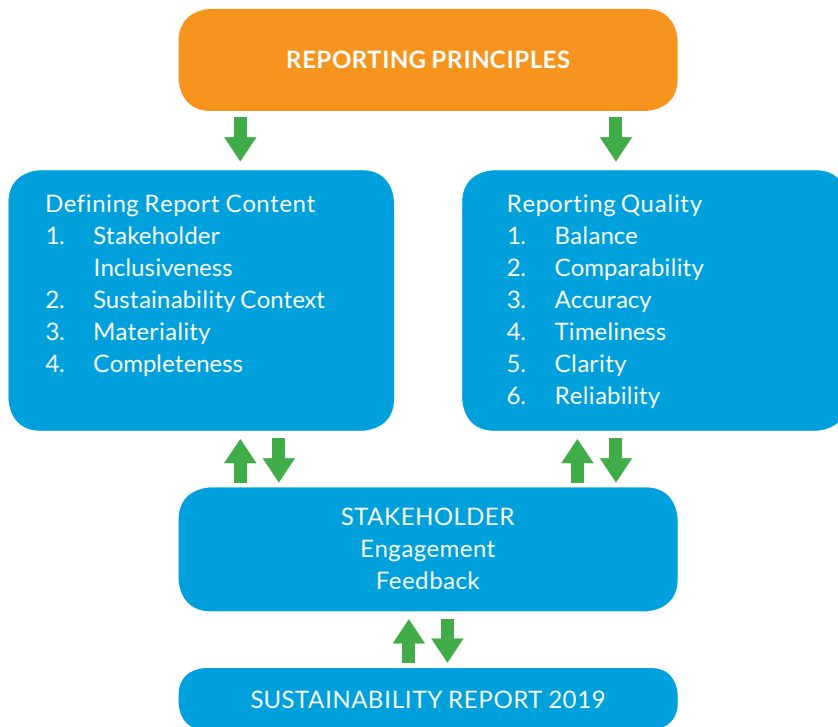 REPORTING PRINCIPLES
Defining Report Content
1. Stakeholder
Inclusiveness
2. Sustainability Context
3. Materiality
4. Completeness
Reporting Quality
1. Balance
2. Comparability
3. Accuracy
4. Timeliness
5. Clarity
6. Reliability
STAKEHOLDER
Engagement
Feedback
SUSTAINABILITY REPORT 2019